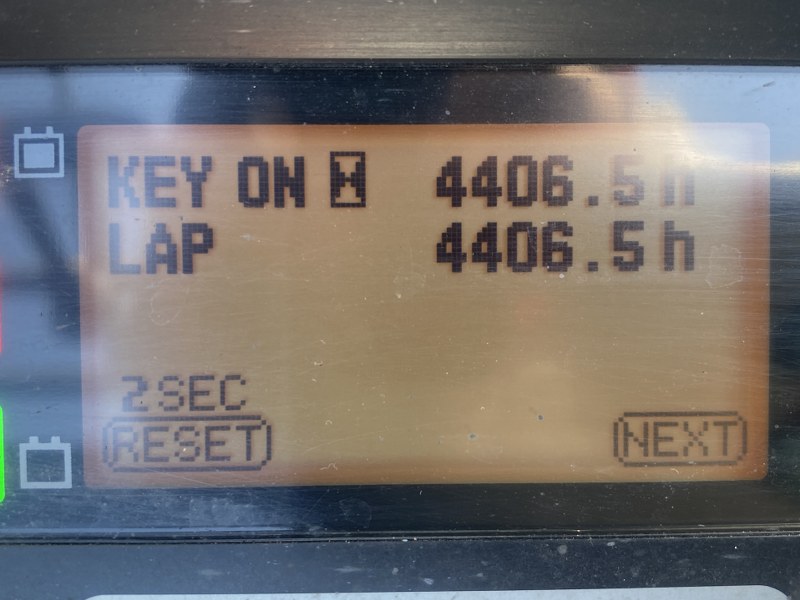 KEY ON 4406.5h
LAP 4406.5h
2SEC
RESET NEXT